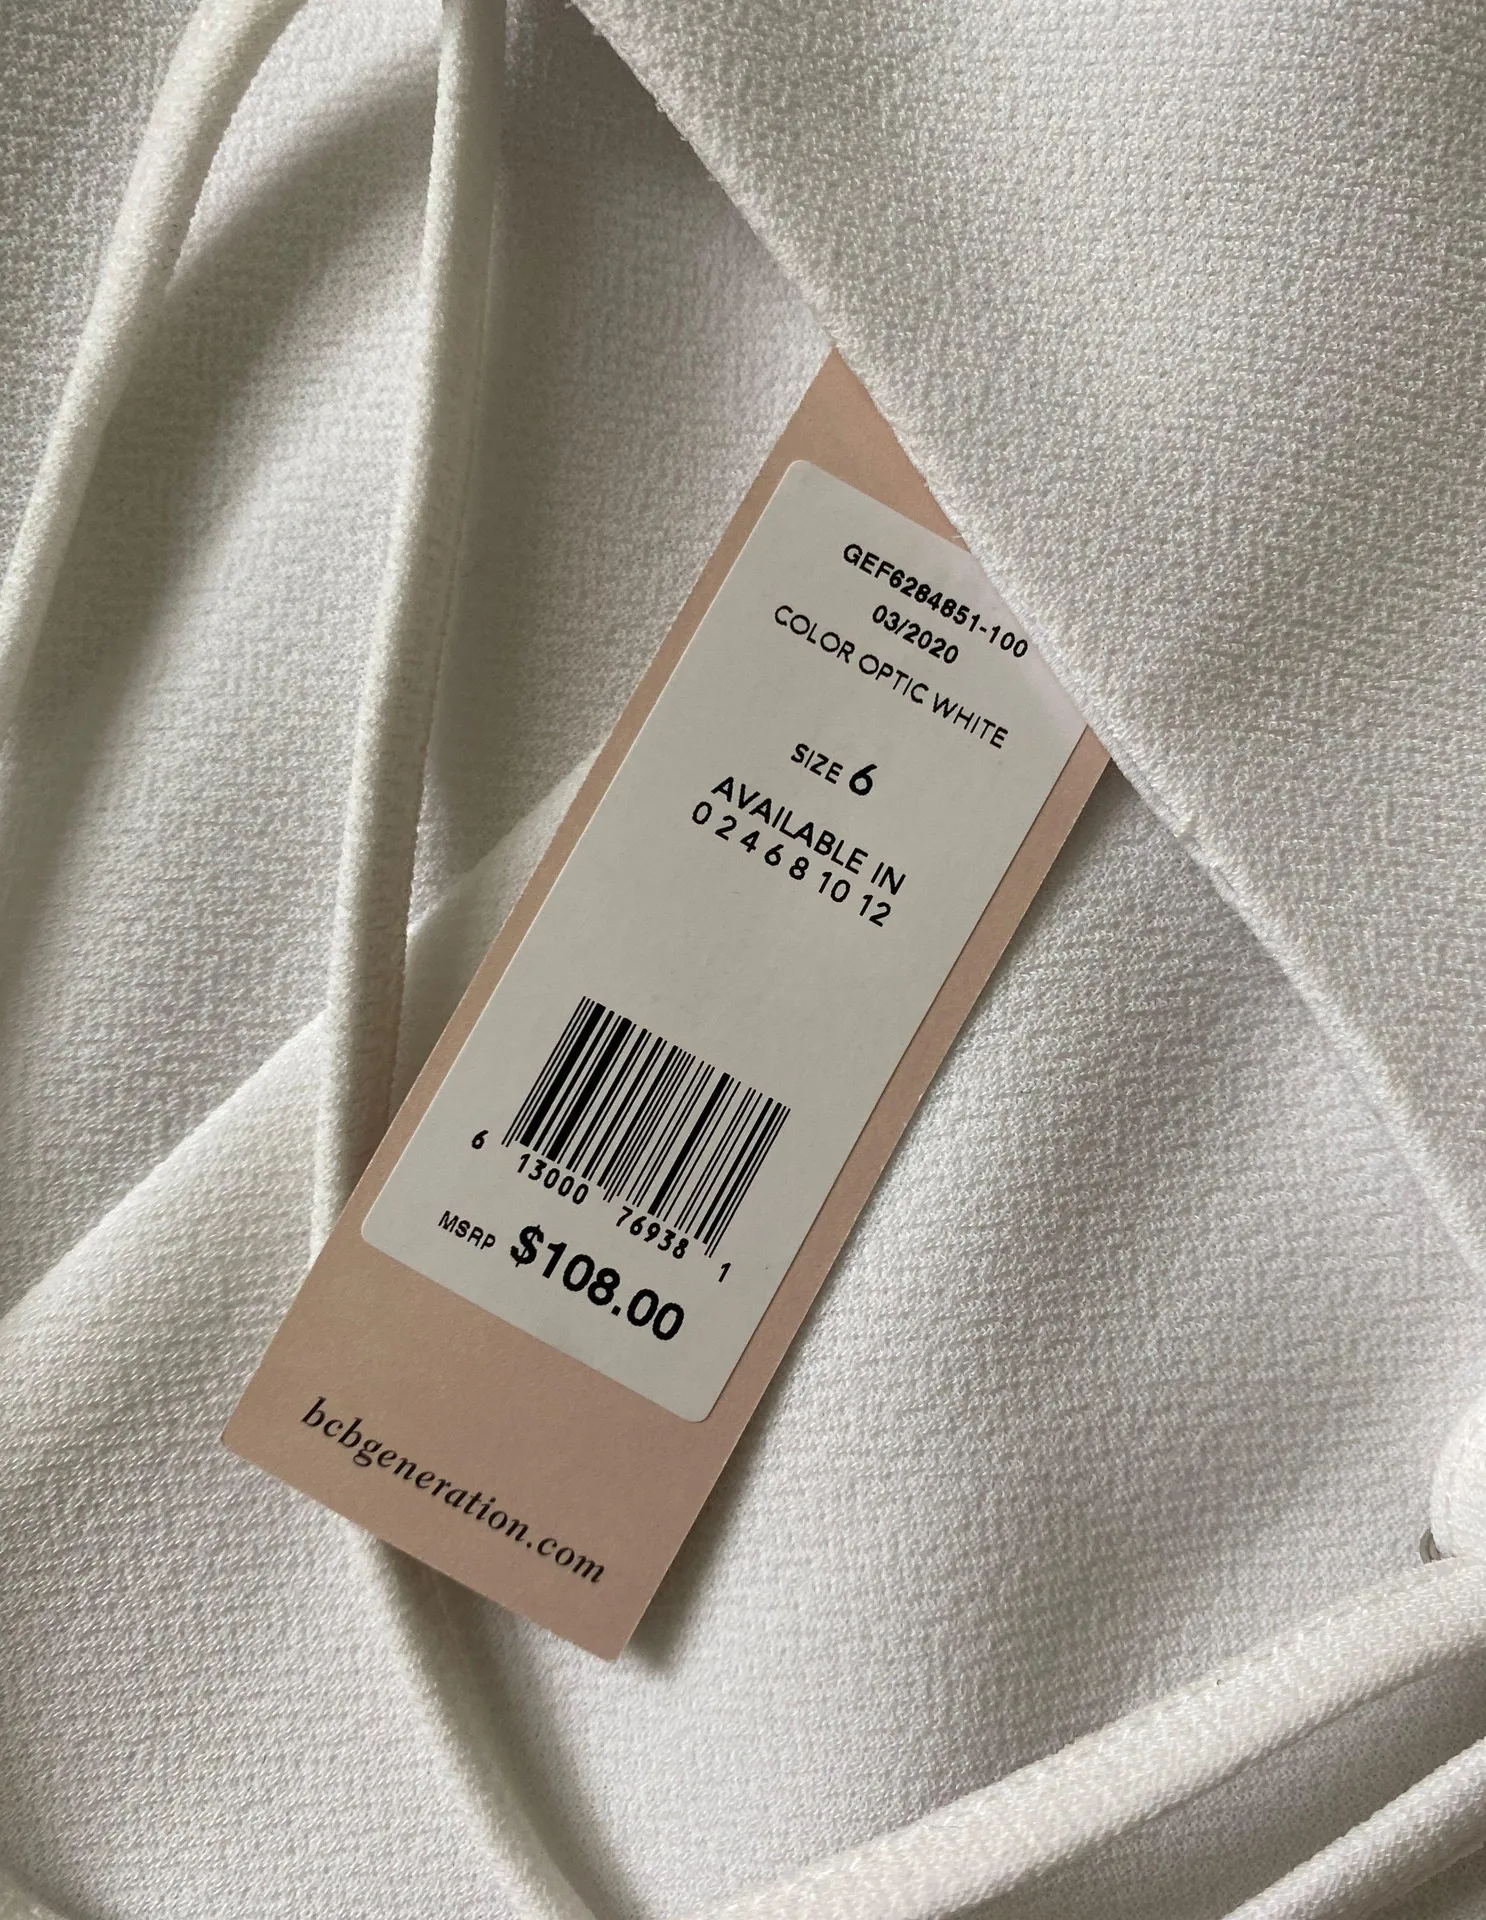 GEF6284851-100
03/2020
COLOR OPTIC WHITE
SIZE 6
AVAILABLE IN
0 2 4 6 8 10 12
6 13000 76938 1
MSRP $108.00
bcbgeneration.com